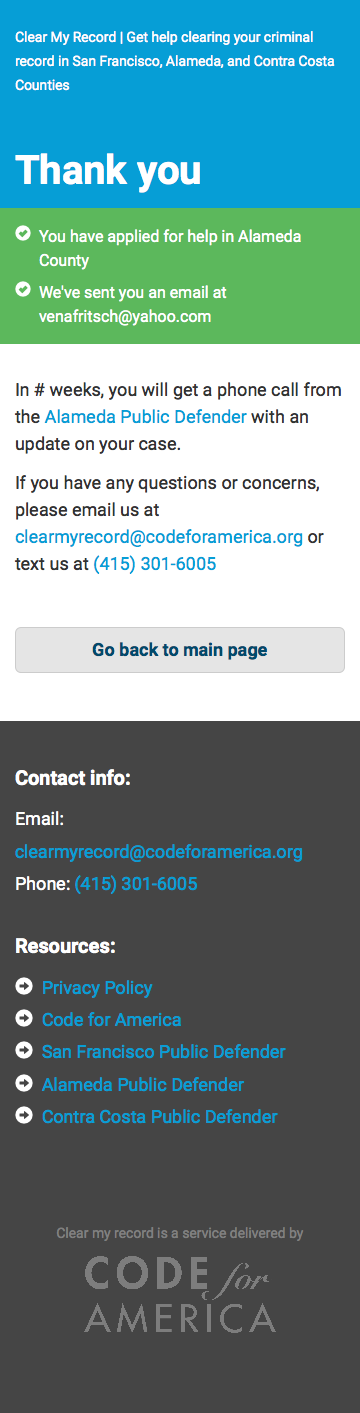 Clear My Record | Get help clearing your criminal
record in San Francisco, Alameda, and Contra Costa
Counties
Thank you
You have applied for help in Alameda
County
We've sent you an email at
venafritsch@yahoo.com
In # weeks, you will get a phone call from
the Alameda Public Defender with an
update on your case.
If you have any questions or concerns,
please email us at
clearmyrecord@codeforamerica.org or
text us at (415) 301-6005
Go back to main page
Contact info:
Email:
clearmyrecord@codeforamerica.org
Phone: (415) 301-6005
Resources:
Privacy Policy
Code for America
San Francisco Public Defender
Alameda Public Defender
Contra Costa Public Defender
Clear my record is a service delivered by
CODE for
AMERICA